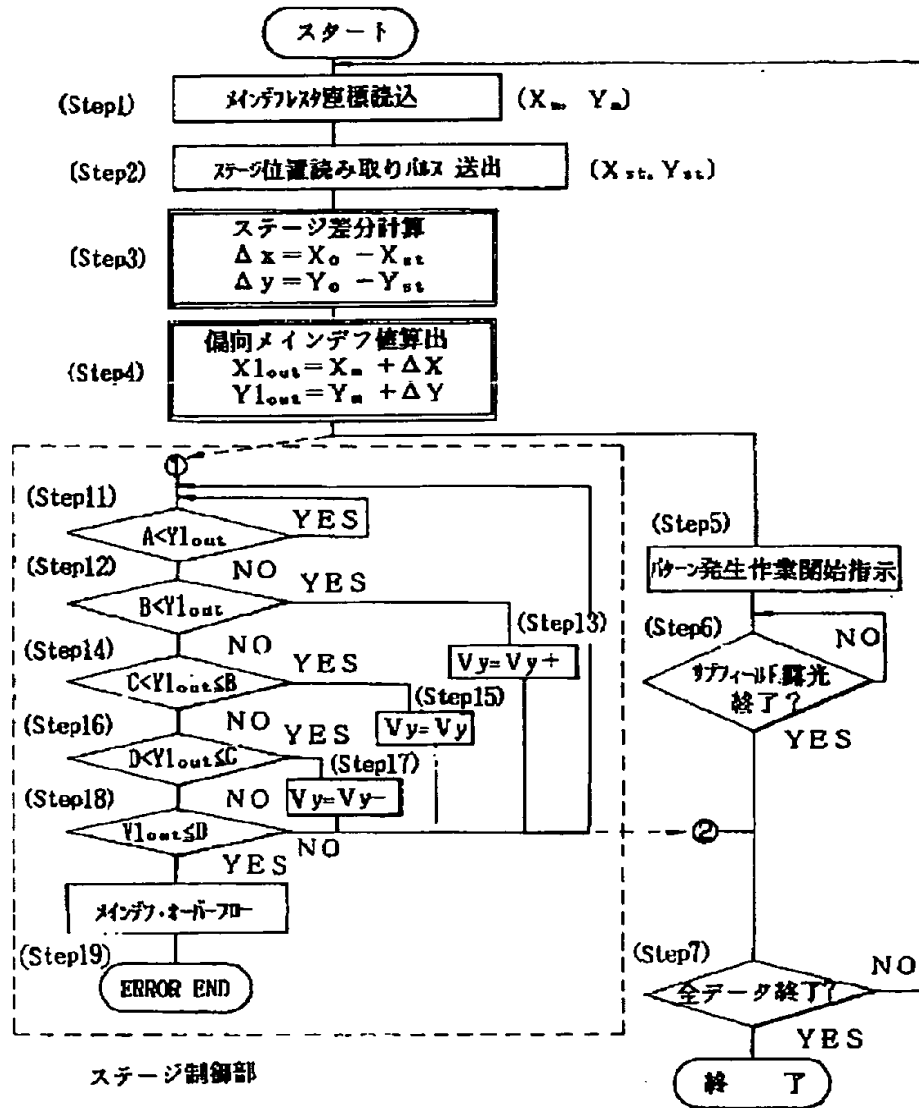 スタート
(Step1)
メインデフレスタ座標読込
(Xm, Ym)
(Step2)
ステージ位置読み取りパルス 送出
(Xst, Yst)
(Step3)
ステージ差分計算
Δx=Xo −Xst
Δy=Yo −Yst
(Step4)
偏向メインデフ値算出
X1out=Xm +ΔX
Y1out=Ym +ΔY
①
(Step11)
A<Y1out
YES
NO
(Step12)
B<Y1out
YES
NO
(Step13)
Vy=Vy+
(Step14)
C<Y1out≦B
YES
NO
(Step15)
Vy=Vy
(Step16)
D<Y1out≦C
YES
NO
(Step17)
Vy=Vy−
(Step18)
Y1out≦D
NO
YES
メインデフ・オーバーフロー
(Step19)
ERROR END
ステージ制御部
(Step5)
パターン発生作業開始指示
(Step6)
サブフィールド露光
終了？
NO
YES
②
(Step7)
全データ終了？
NO
YES
終 了